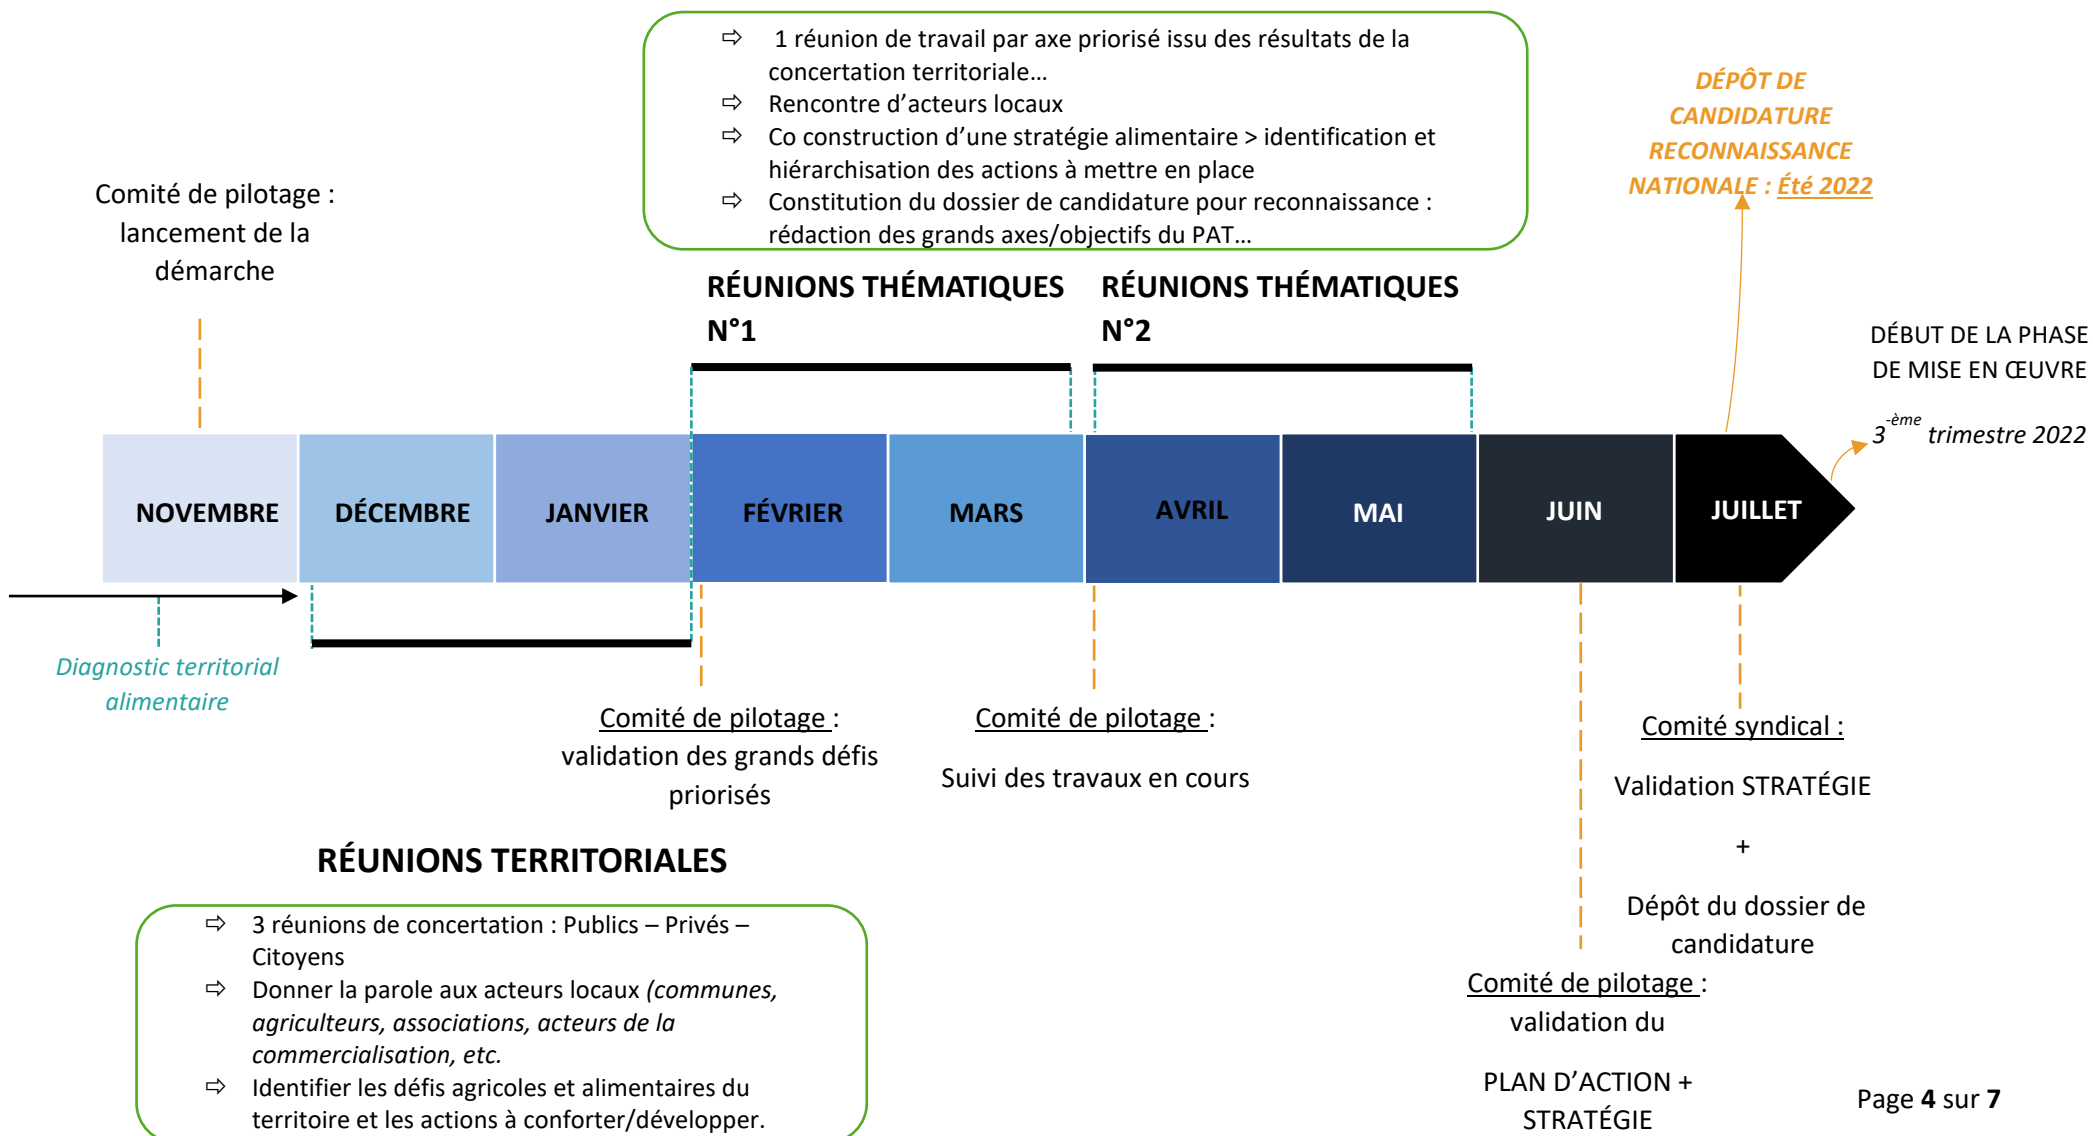 ⇨ 1 réunion de travail par axe priorisé issu des résultats de la
concertation territoriale…
⇨ Rencontre d’acteurs locaux
⇨ Co construction d’une stratégie alimentaire > identification et
hiérarchisation des actions à mettre en place
⇨ Constitution du dossier de candidature pour reconnaissance :
rédaction des grands axes/objectifs du PAT…
DÉPÔT DE
CANDIDATURE
RECONNAISSANCE
NATIONALE : Été 2022
Comité de pilotage :
lancement de la
démarche
RÉUNIONS THÉMATIQUES
N°1
RÉUNIONS THÉMATIQUES
N°2
DÉBUT DE LA PHASE
DE MISE EN ŒUVRE
3-ème trimestre 2022
NOVEMBRE
DÉCEMBRE
JANVIER
FÉVRIER
MARS
AVRIL
MAI
JUIN
JUILLET
Diagnostic territorial
alimentaire
Comité de pilotage :
validation des grands défis
priorisés
Comité de pilotage :
Suivi des travaux en cours
Comité syndical :
Validation STRATÉGIE
+
Dépôt du dossier de
candidature
RÉUNIONS TERRITORIALES
⇨ 3 réunions de concertation : Publics – Privés –
Citoyens
⇨ Donner la parole aux acteurs locaux (communes,
agriculteurs, associations, acteurs de la
commercialisation, etc.
⇨ Identifier les défis agricoles et alimentaires du
territoire et les actions à conforter/développer.
Comité de pilotage :
validation du
PLAN D’ACTION +
STRATÉGIE
Page 4 sur 7